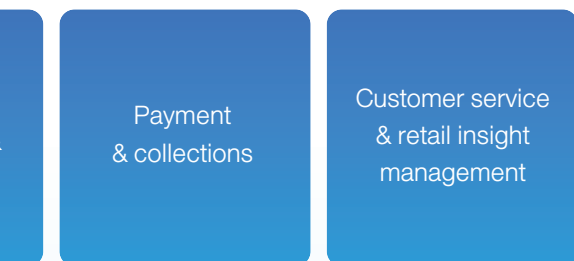 Payment
& collections
Customer service
& retail insight
management